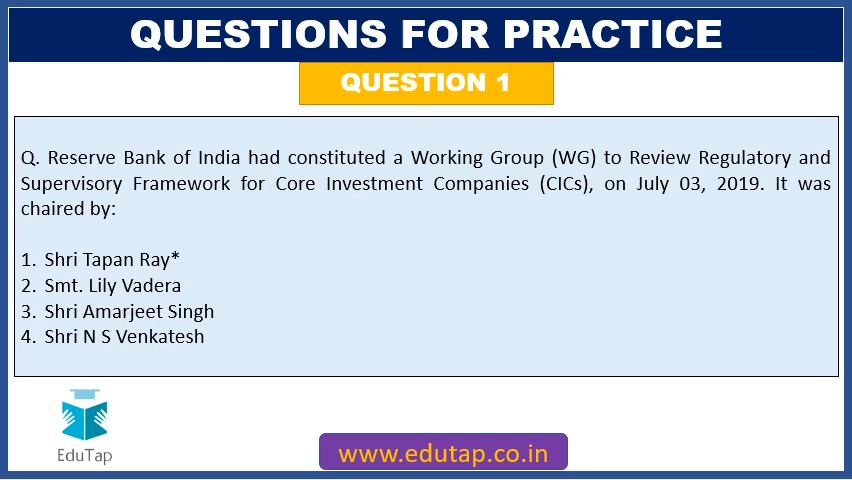 QUESTIONS FOR PRACTICE
QUESTION 1
Q. Reserve Bank of India had constituted a Working Group (WG) to Review Regulatory and
Supervisory Framework for Core Investment Companies (CICs), on July 03, 2019. It was
chaired by:
1. Shri Tapan Ray*
2. Smt. Lily Vadera
3. Shri Amarjeet Singh
4. Shri N S Venkatesh
EduTap
www.edutap.co.in